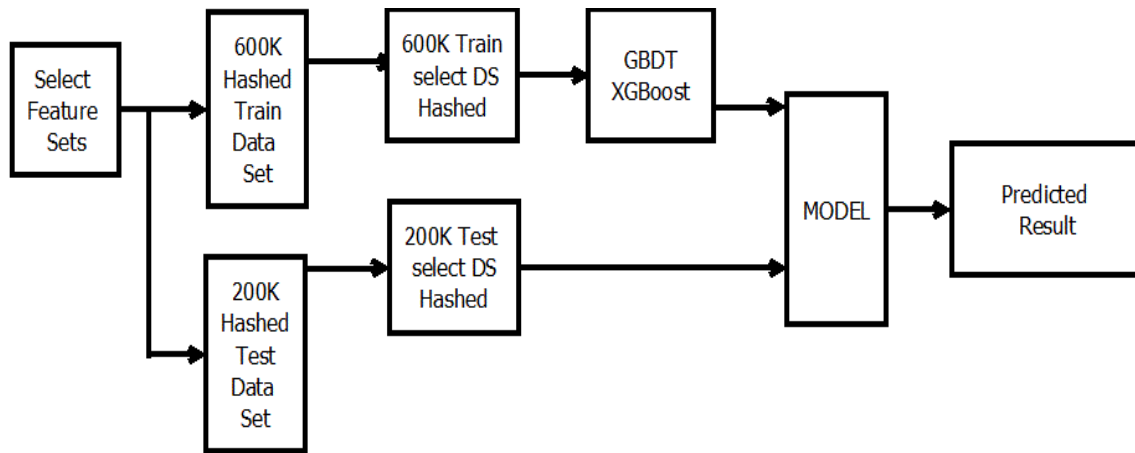 Select
Feature
Sets
600K
Hashed
Train
Data
Set
600K Train
select DS
Hashed
GBDT
XGBoost
200K
Hashed
Test
Data
Set
200K Test
select DS
Hashed
MODEL
Predicted
Result